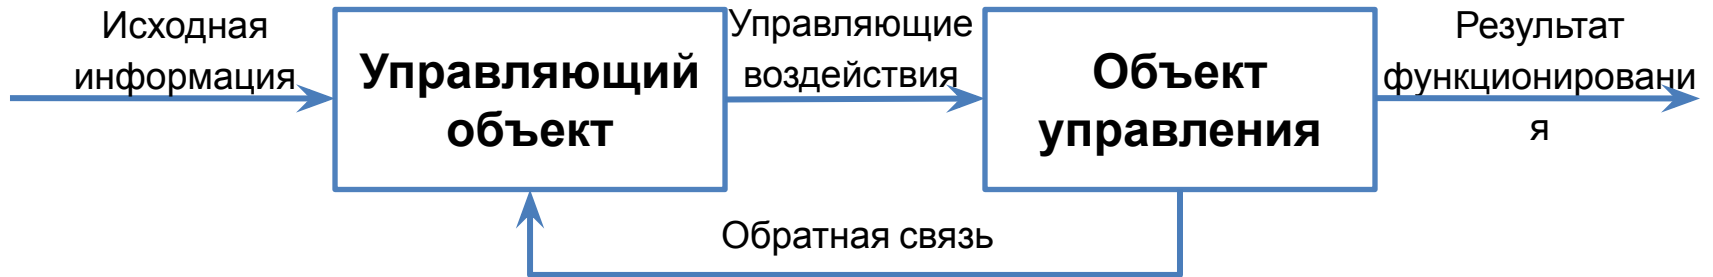 Исходная
информация
Управляющий
объект
Управляющие
воздействия
Объект
управления
Результат
функционировани
я
Обратная связь